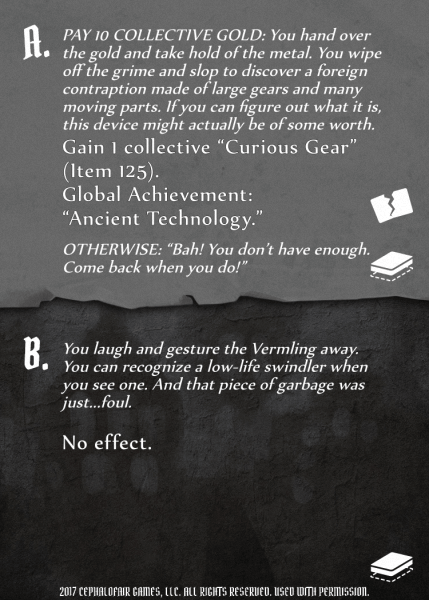 A. PAY 10 COLLECTIVE GOLD: You hand over
the gold and take hold of the metal. You wipe
off the grime and slop to discover a foreign
contraption made of large gears and many
moving parts. If you can figure out what it is,
this device might actually be of some worth.
Gain 1 collective “Curious Gear”
(Item 125).
Global Achievement:
“Ancient Technology.”
OTHERWISE: “Bah! You don’t have enough.
Come back when you do!”
B. You laugh and gesture the Vermling away.
You can recognize a low-life swindler when
you see one. And that piece of garbage was
just...foul.
No effect.
2017 CEPHALOFAIR GAMES, LLC. ALL RIGHTS RESERVED. USED WITH PERMISSION.